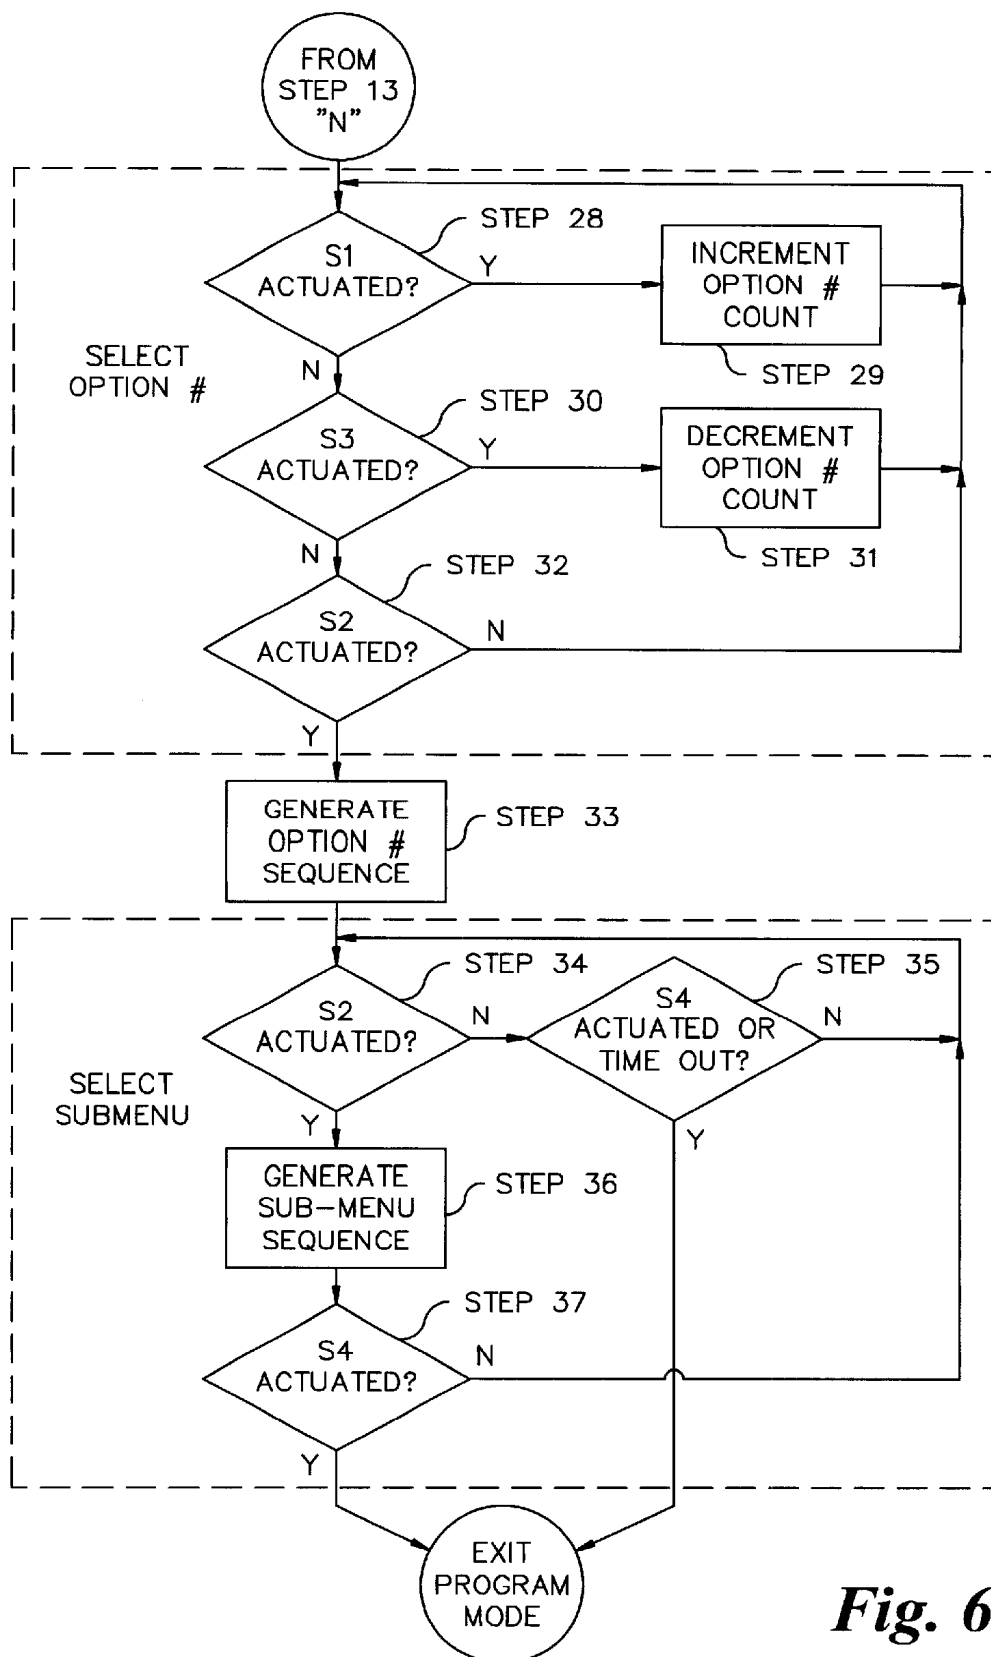 FROM
STEP 13
"N"
STEP 28
S1
ACTUATED?
Y
INCREMENT
OPTION #
COUNT
STEP 29
SELECT
OPTION #
N
STEP 30
S3
ACTUATED?
Y
DECREMENT
OPTION #
COUNT
STEP 31
N
STEP 32
S2
ACTUATED?
N
Y
GENERATE
OPTION #
SEQUENCE
STEP 33
STEP 34
S2
ACTUATED?
N
STEP 35
S4
ACTUATED OR
TIME OUT?
N
SELECT
SUBMENU
Y
Y
GENERATE
SUB-MENU
SEQUENCE
STEP 36
STEP 37
S4
ACTUATED?
N
Y
EXIT
PROGRAM
MODE
Fig. 6